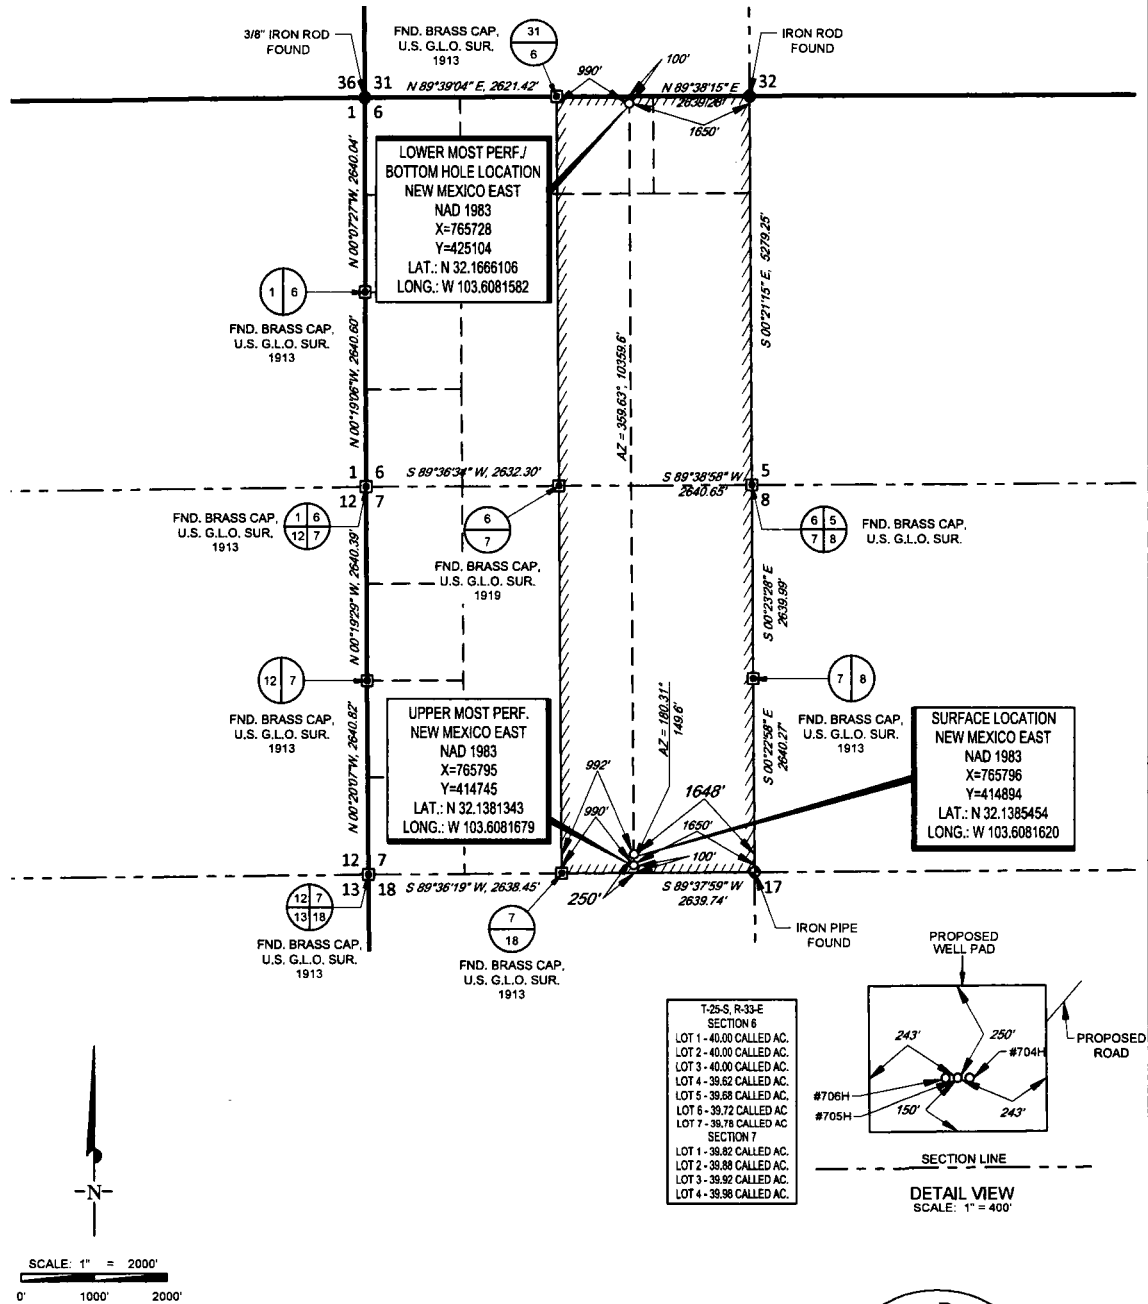 3/8" IRON ROD
FOUND
FND. BRASS CAP,
U.S. G.L.O. SUR.
1913
31
6
IRON ROD
FOUND
990'
100'
36 31
N 89°39'04" E, 2621.42'
N 89°38'15" E
2639.28'
32
1 6
1650'
LOWER MOST PERF./
BOTTOM HOLE LOCATION
NEW MEXICO EAST
NAD 1983
X=765728
Y=425104
LAT.: N 32.1666106
LONG.: W 103.6081582
N 00°07'27" W, 2640.04'
S 00°21'15" E, 5279.25'
1 6
FND. BRASS CAP,
U.S. G.L.O. SUR.
1913
N 00°19'06" W, 2640.60'
AZ = 359.63°, 10359.6'
1 6
S 89°36'34" W, 2632.30'
S 89°38'58" W
2640.65'
5
12 7
8
FND. BRASS CAP,
U.S. G.L.O. SUR.
1913
1 6
12 7
6
7
FND. BRASS CAP,
U.S. G.L.O. SUR.
1919
6 5
7 8
FND. BRASS CAP,
U.S. G.L.O. SUR.
N 00°19'29" W, 2640.39'
S 00°23'28" E
2639.99'
12 7
FND. BRASS CAP,
U.S. G.L.O. SUR.
1913
7 8
FND. BRASS CAP,
U.S. G.L.O. SUR.
1913
UPPER MOST PERF.
NEW MEXICO EAST
NAD 1983
X=765795
Y=414745
LAT.: N 32.1381343
LONG.: W 103.6081679
AZ = 180.31°
149.6'
S 00°22'58" E
2640.27'
SURFACE LOCATION
NEW MEXICO EAST
NAD 1983
X=765796
Y=414894
LAT.: N 32.1385454
LONG.: W 103.6081620
N 00°20'07" W, 2640.82'
992'
1648'
990'
1650'
100'
12 7
13 18
S 89°36'19" W, 2638.45'
250'
S 89°37'59" W
2639.74'
17
12 7
13 18
FND. BRASS CAP,
U.S. G.L.O. SUR.
1913
7
18
FND. BRASS CAP,
U.S. G.L.O. SUR.
1913
IRON PIPE
FOUND
T-25-S, R-33-E
SECTION 6
LOT 1 - 40.00 CALLED AC.
LOT 2 - 40.00 CALLED AC.
LOT 3 - 40.00 CALLED AC.
LOT 4 - 39.62 CALLED AC.
LOT 5 - 39.68 CALLED AC.
LOT 6 - 39.72 CALLED AC
LOT 7 - 39.78 CALLED AC
SECTION 7
LOT 1 - 39.82 CALLED AC.
LOT 2 - 39.88 CALLED AC.
LOT 3 - 39.92 CALLED AC.
LOT 4 - 39.98 CALLED AC.
PROPOSED
WELL PAD
243'
250'
#704H
PROPOSED
ROAD
#706H
#705H
150'
243'
SECTION LINE
DETAIL VIEW
SCALE: 1" = 400'
-N-
SCALE: 1" = 2000'
0' 1000' 2000'